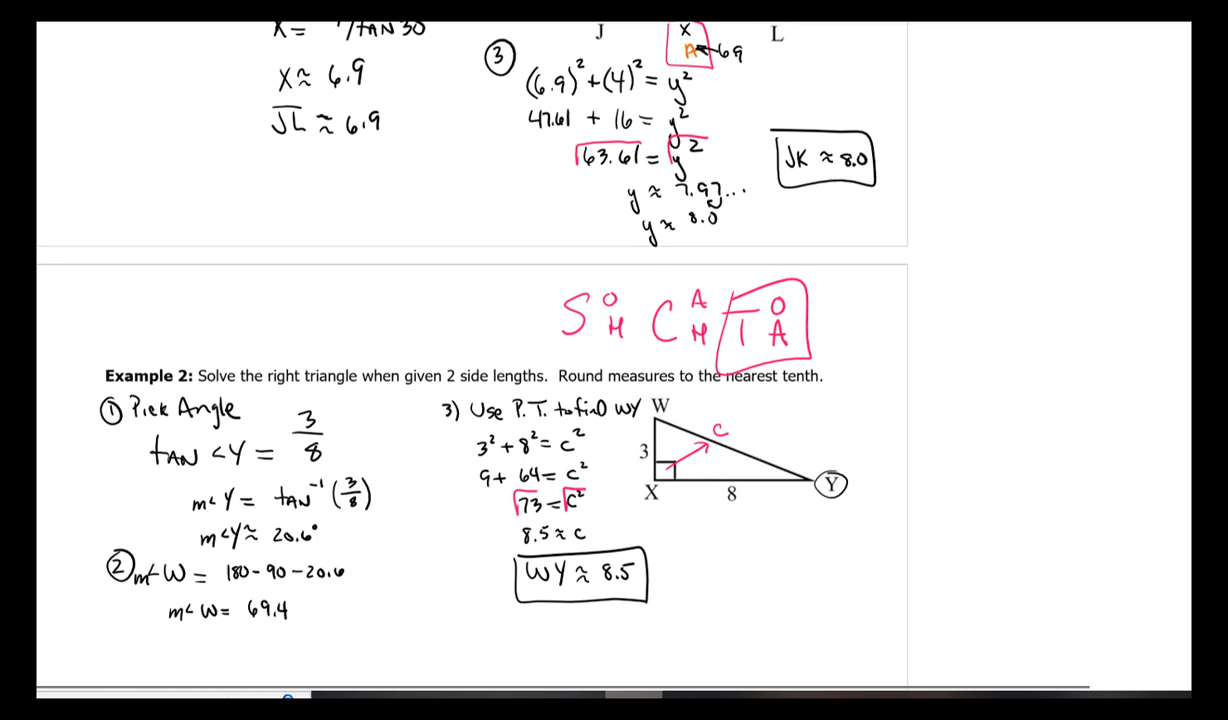 X = 4/tAN 30
X ≈ 6.9
JL ≈ 6.9
③
J
X
A ← 69
L
(6.9)² + (4)² = y²
47.61 + 16 = y²
√63.61 = √y²
y ≈ 7.97...
y ≈ 8.0
JK ≈ 8.0
S O/H C A/H T O/A
Example 2: Solve the right triangle when given 2 side lengths. Round measures to the nearest tenth.
① Pick Angle
tAN <Y = 3/8
m<Y = tAN⁻¹(3/8)
m<Y ≈ 20.6°
② m< W = 180 - 90 - 20.6
m< W = 69.4
3) Use P.T. to find WY
3² + 8² = c²
9 + 64 = c²
√73 = √c²
8.5 ≈ c
WY ≈ 8.5
W
C
3
X
8
Y